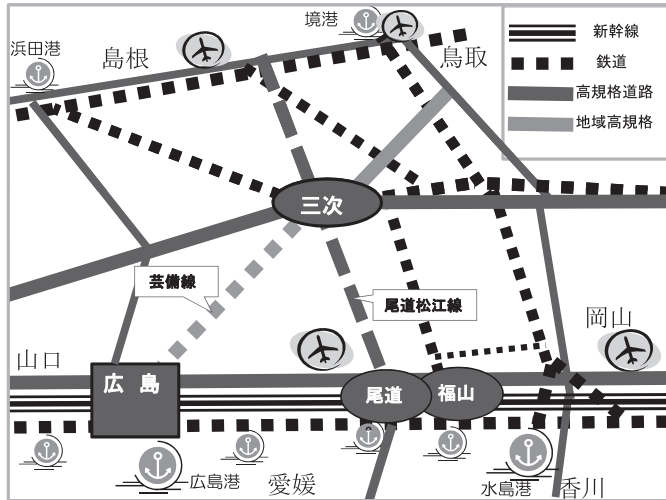 境港
新幹線
浜田港
島根
鳥取
鉄道
高規格道路
地域高規格
三次
芸備線
尾道松江線
岡山
山口
広島
尾道
福山
広島港
愛媛
水島港
香川